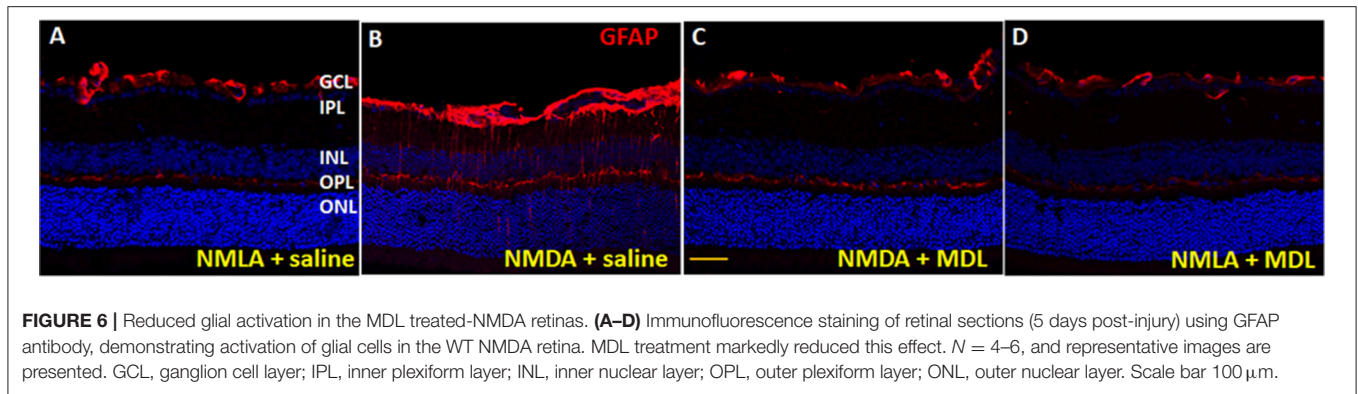 A
B
GFAP
C
D
GCL
IPL
INL
OPL
ONL
NMLA + saline
NMDA + saline
NMDA + MDL
NMLA + MDL
FIGURE 6 | Reduced glial activation in the MDL treated-NMDA retinas. (A–D) Immunofluorescence staining of retinal sections (5 days post-injury) using GFAP
antibody, demonstrating activation of glial cells in the WT NMDA retina. MDL treatment markedly reduced this effect. N = 4–6, and representative images are
presented. GCL, ganglion cell layer; IPL, inner plexiform layer; INL, inner nuclear layer; OPL, outer plexiform layer; ONL, outer nuclear layer. Scale bar 100 μm.